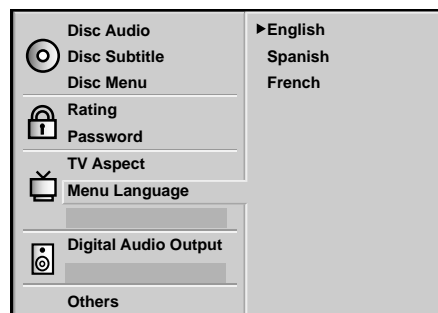 Disc Audio
Disc Subtitle
Disc Menu
Rating
Password
TV Aspect
Menu Language
Digital Audio Output
Others
▶English
Spanish
French